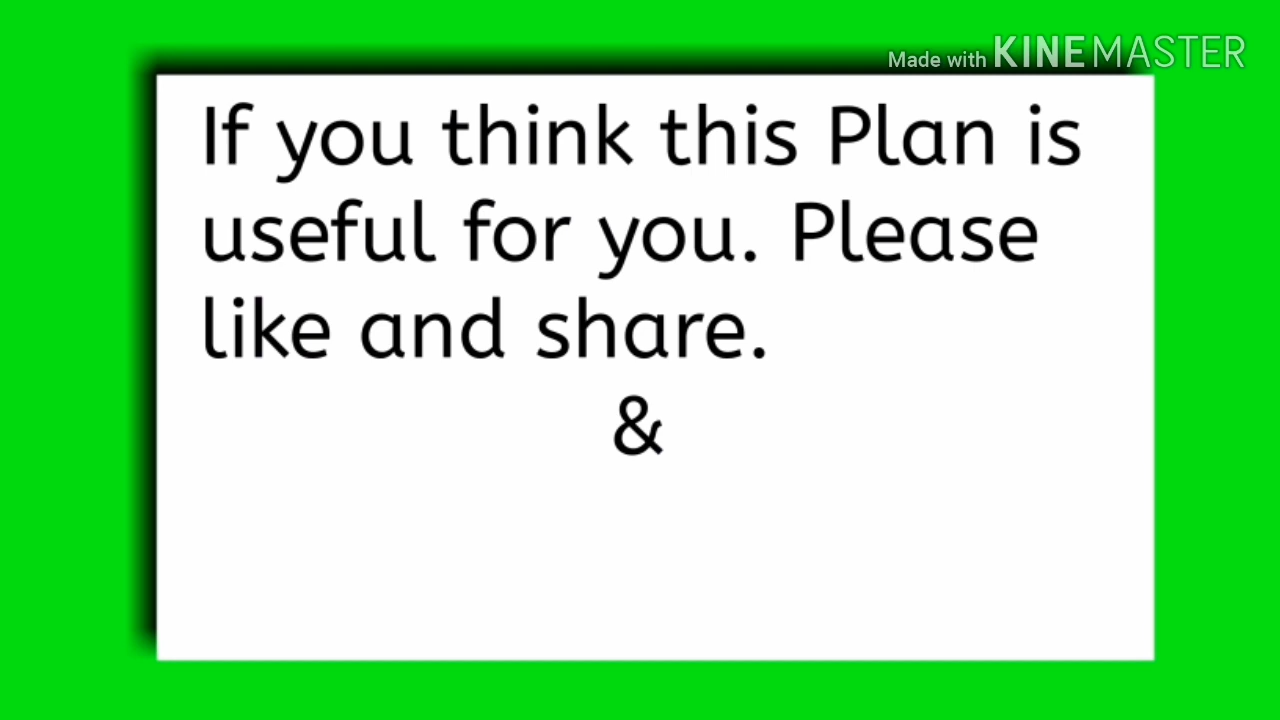 Made with KINEMASTER
If you think this Plan is
useful for you. Please
like and share.
&